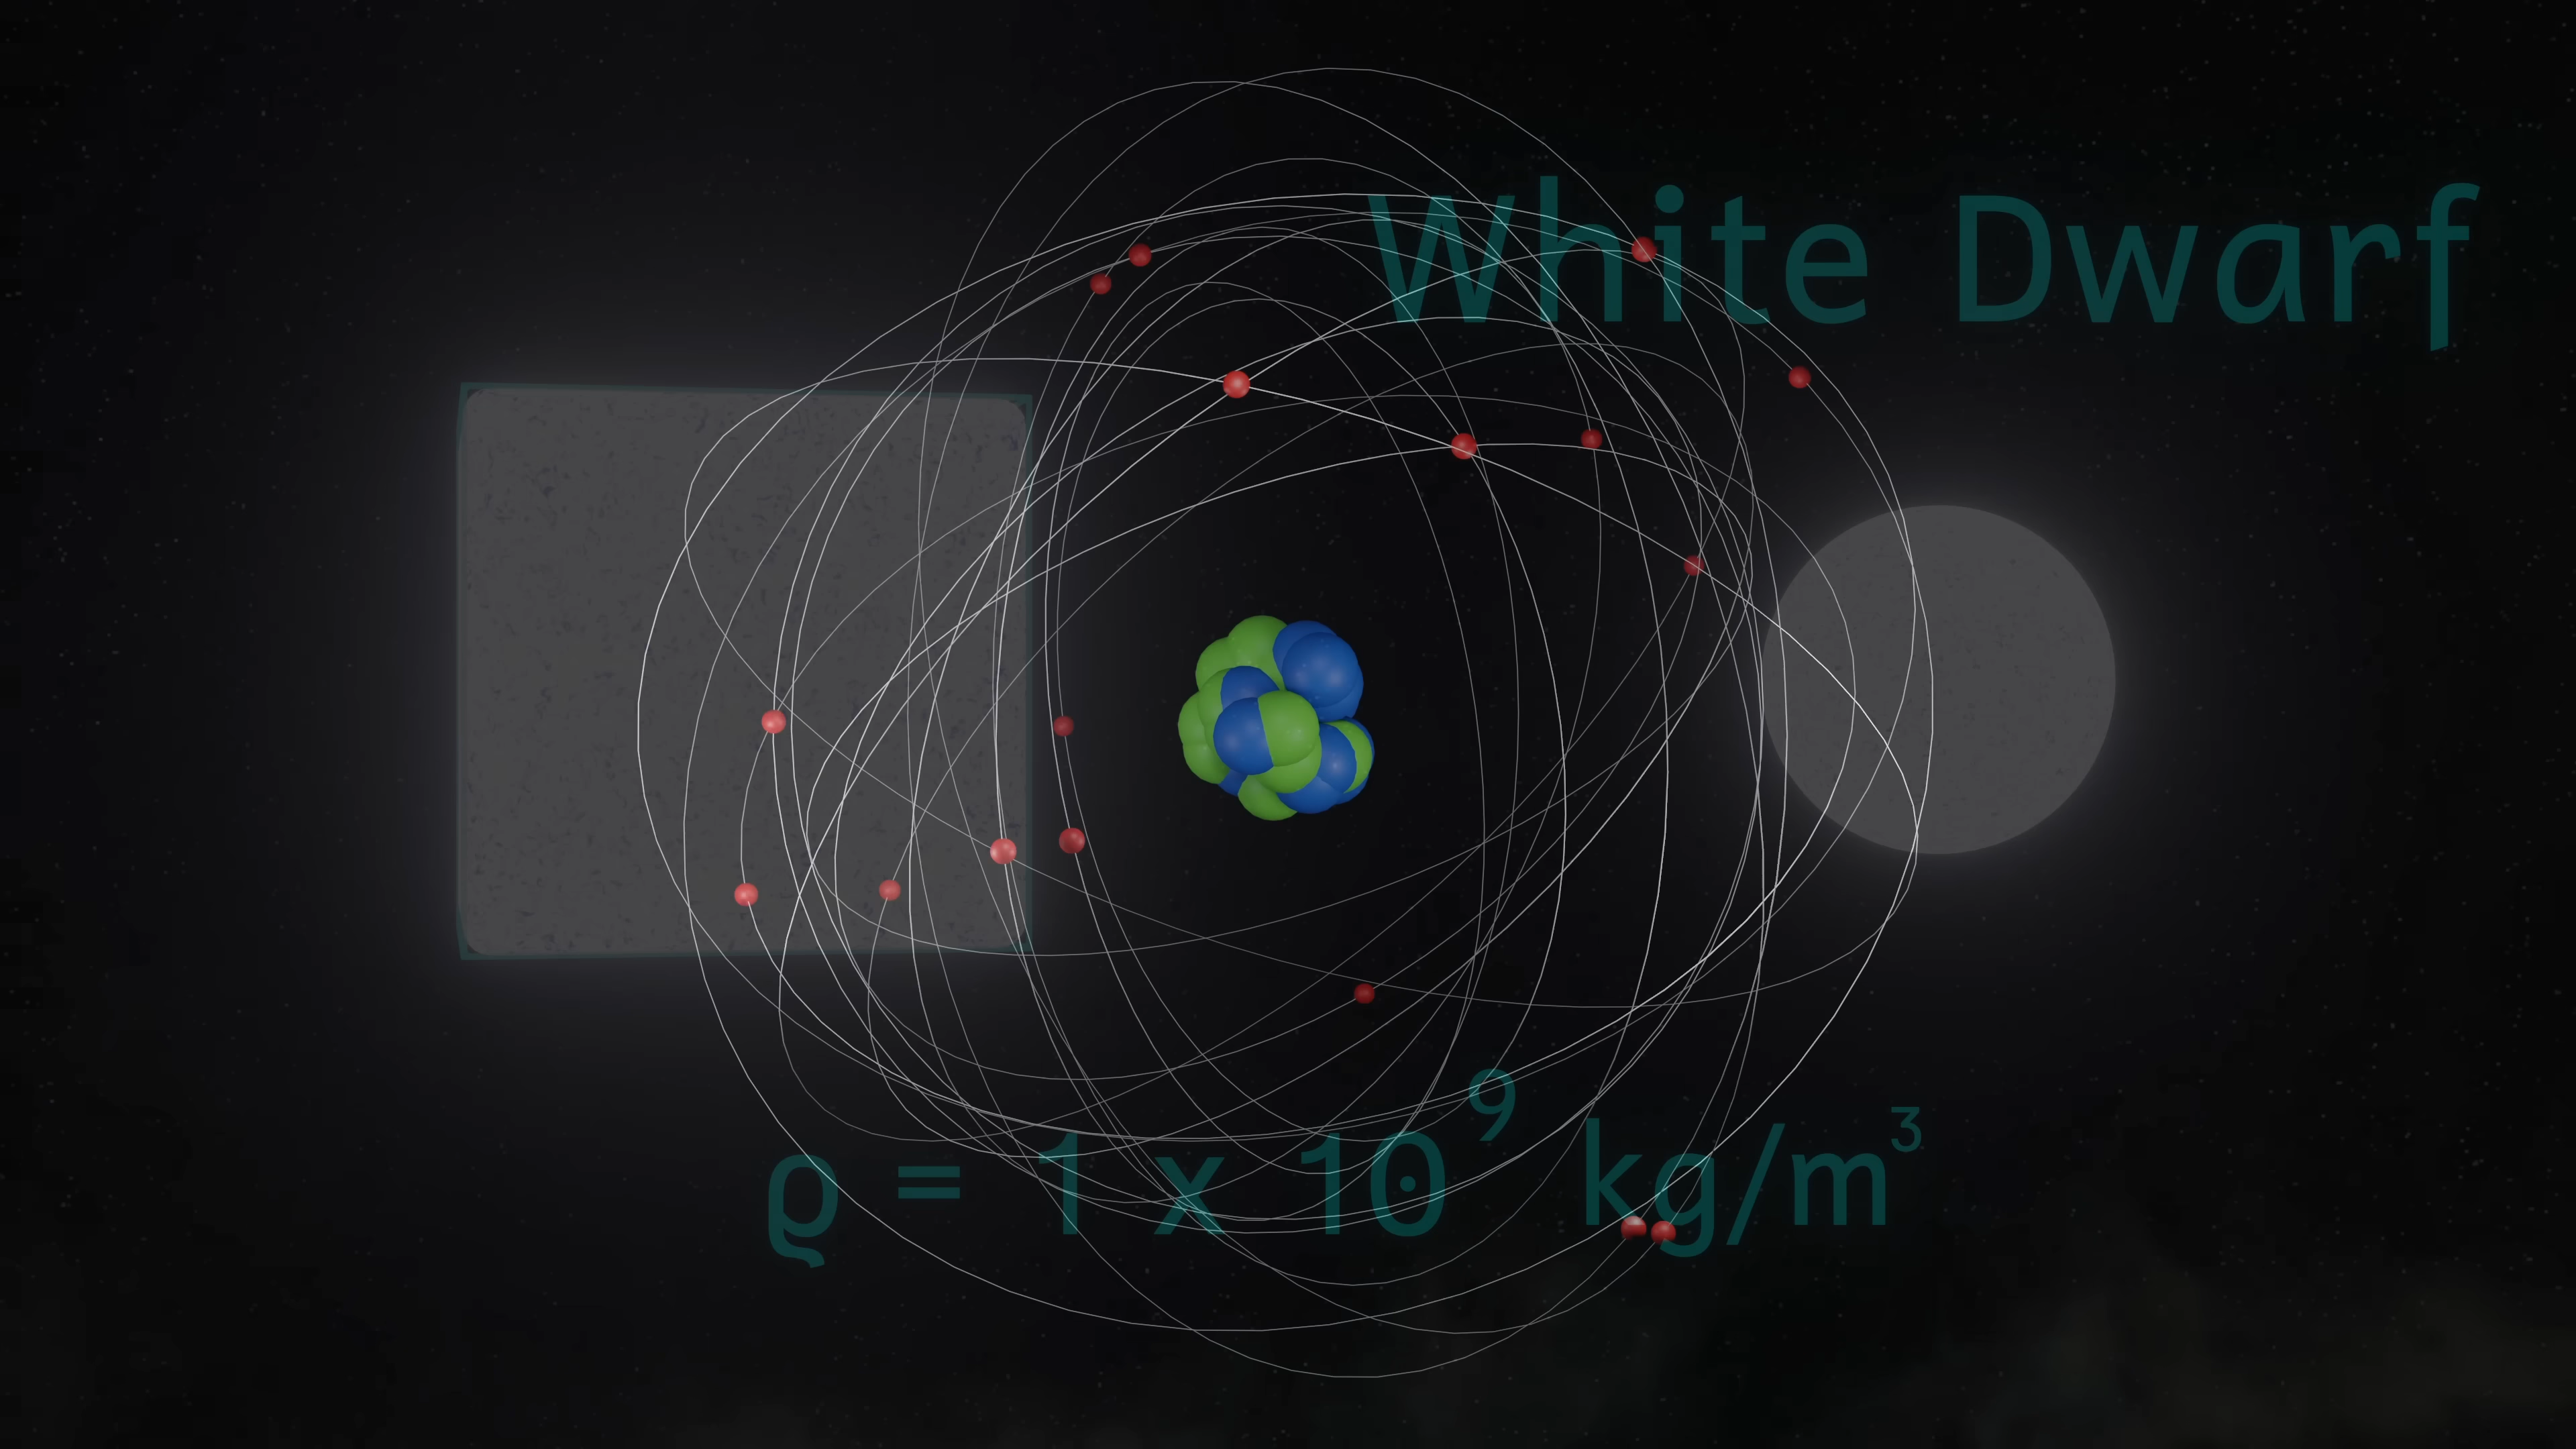 White Dwarf
ϱ = 1 x 10⁹ kg/m³